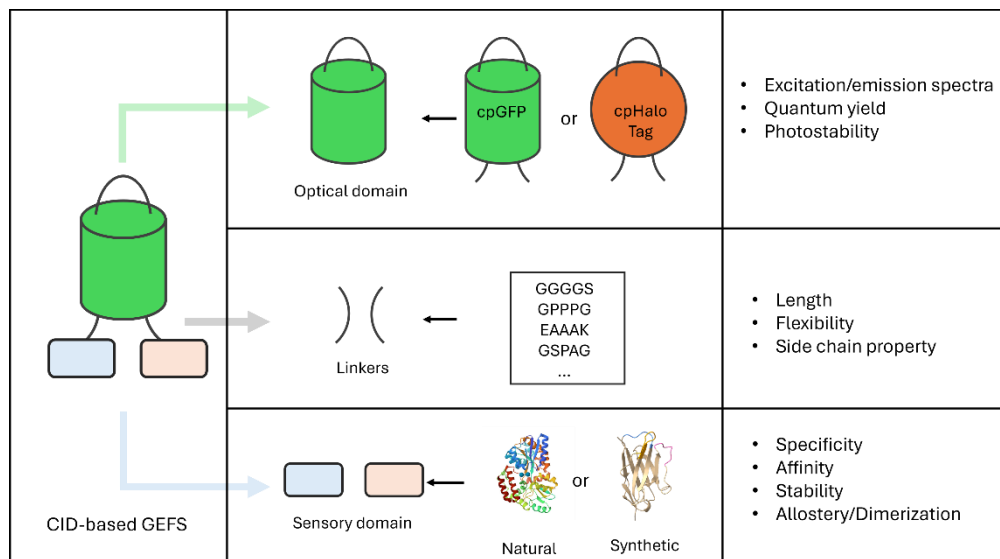 CID-based GEFS
cpGFP
or
cpHalo
Tag
Optical domain
• Excitation/emission spectra
• Quantum yield
• Photostability
Linkers
GGGGS
GPPPG
EAAAK
GSPAG
...
• Length
• Flexibility
• Side chain property
Sensory domain
or
Natural
Synthetic
• Specificity
• Affinity
• Stability
• Allostery/Dimerization